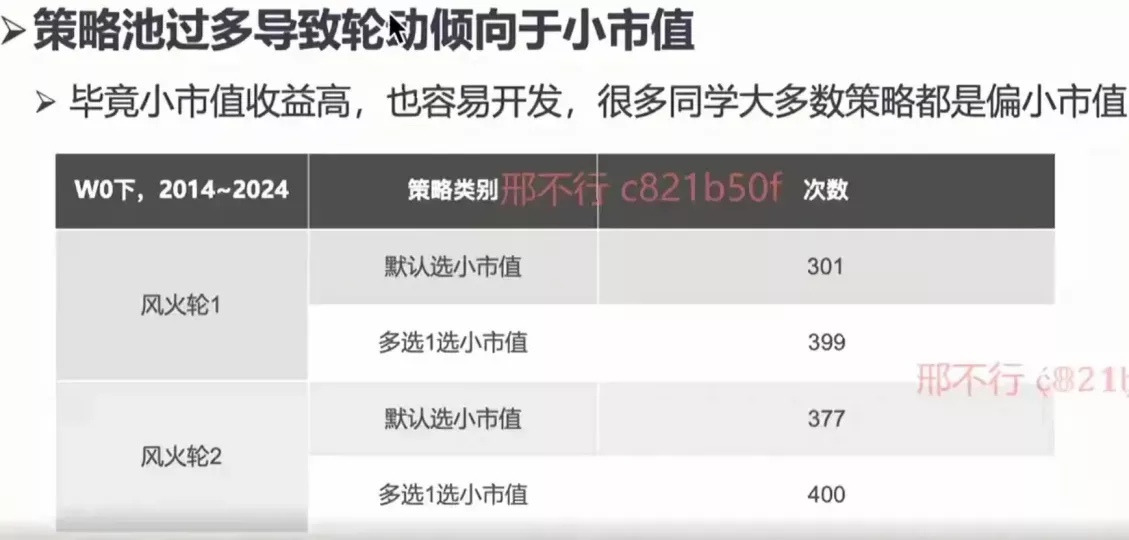 策略池过多导致轮动倾向于小市值
毕竟小市值收益高，也容易开发，很多同学大多数策略都是偏小市值
W0下，2014~2024 策略类别 次数
邢不行 c821b50f
风火轮1
默认选小市值 301
多选1选小市值 399
邢不行 c821b
风火轮2
默认选小市值 377
多选1选小市值 400